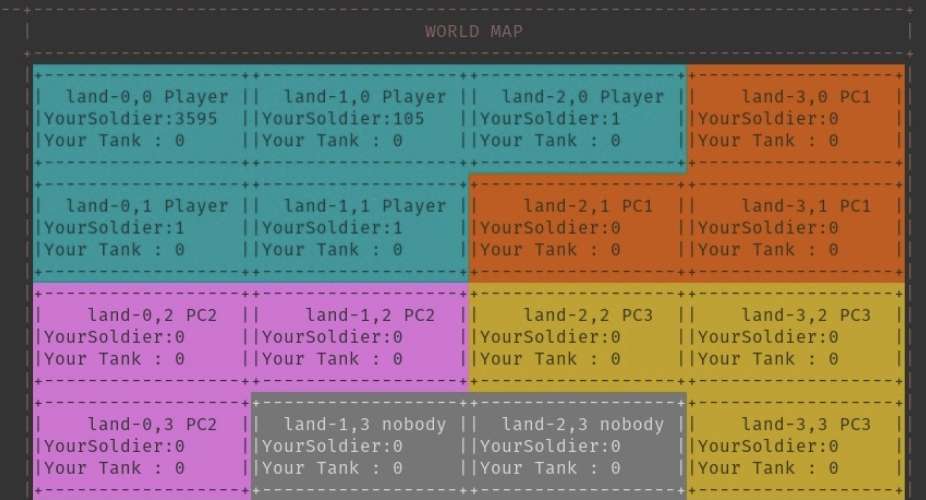 WORLD MAP
| land-0,0 Player || land-1,0 Player || land-2,0 Player || land-3,0 PC1 |
|YourSoldier:3595 ||YourSoldier:105 ||YourSoldier:1 ||YourSoldier:0 |
|Your Tank : 0 ||Your Tank : 0 ||Your Tank : 0 ||Your Tank : 0 |
| land-0,1 Player || land-1,1 Player || land-2,1 PC1 || land-3,1 PC1 |
|YourSoldier:1 ||YourSoldier:1 ||YourSoldier:0 ||YourSoldier:0 |
|Your Tank : 0 ||Your Tank : 0 ||Your Tank : 0 ||Your Tank : 0 |
| land-0,2 PC2 || land-1,2 PC2 || land-2,2 PC3 || land-3,2 PC3 |
|YourSoldier:0 ||YourSoldier:0 ||YourSoldier:0 ||YourSoldier:0 |
|Your Tank : 0 ||Your Tank : 0 ||Your Tank : 0 ||Your Tank : 0 |
| land-0,3 PC2 || land-1,3 nobody || land-2,3 nobody || land-3,3 PC3 |
|YourSoldier:0 ||YourSoldier:0 ||YourSoldier:0 ||YourSoldier:0 |
|Your Tank : 0 ||Your Tank : 0 ||Your Tank : 0 ||Your Tank : 0 |